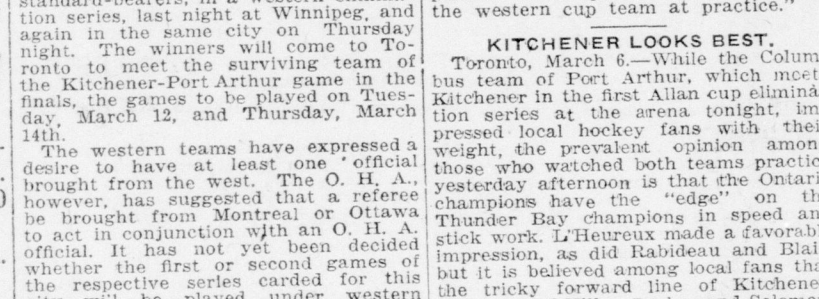 tion series, last night at Winnipeg, and
again in the same city on Thursday
night. The winners will come to To-
ronto to meet the surviving team of
the Kitchener-Port Arthur game in the
finals, the games to be played on Tues-
day, March 12, and Thursday, March
14th.
The western teams have expressed a
desire to have at least one official
brought from the west. The O. H. A.,
however, has suggested that a referee
be brought from Montreal or Ottawa
to act in conjunction with an O. H. A.
official. It has not yet been decided
whether the first or second games of
the respective series carded for this
will be played under western
the western cup team at practice."
KITCHENER LOOKS BEST.
Toronto, March 6.—While the Colum
bus team of Port Arthur, which meet
Kitchener in the first Allan cup elimina
tion series at the arena tonight, im
pressed local hockey fans with thei
weight, the prevalent opinion amon
those who watched both teams practic
yesterday afternoon is that the Ontari
champions have the "edge" on th
Thunder Bay champions in speed an
stick work. L'Heureux made a favorabl
impression, as did Rabideau and Blai
but it is believed among local fans tha
the tricky forward line of Kitchene